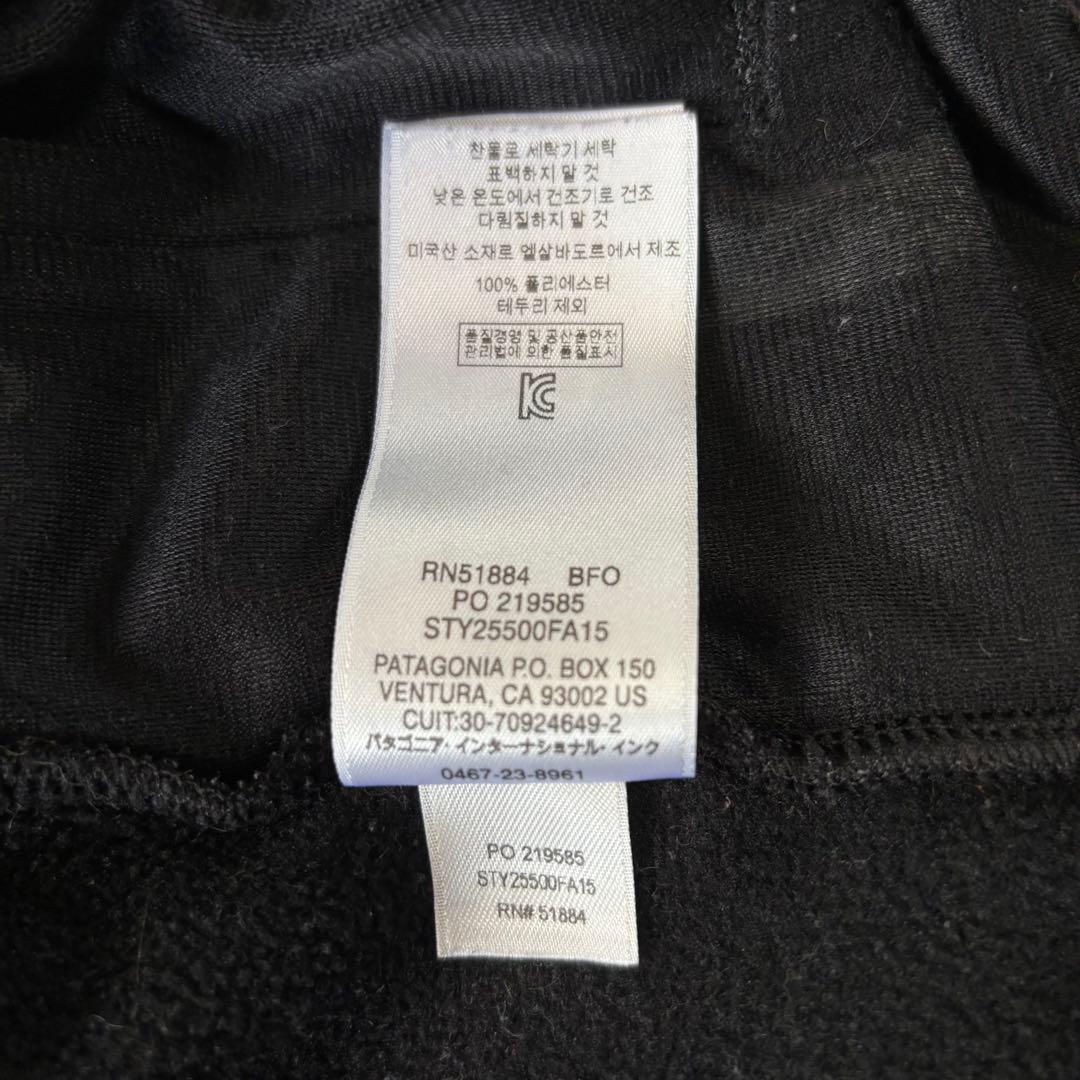 찬물로 세탁기 세탁
표백하지 말 것
낮은 온도에서 건조기로 건조
다림질하지 말 것
미국산 소재로 엘살바도르에서 제조
100% 폴리에스터
테두리 제외
품질경영 및 공산품안전
관리법에 의한 품질표시
KC
RN51884 BFO
PO 219585
STY25500FA15
PATAGONIA P.O. BOX 150
VENTURA, CA 93002 US
CUIT:30-70924649-2
パタゴニア・インターナショナル・インク
0467-23-8961
PO 219585
STY25500FA15
RN# 51884